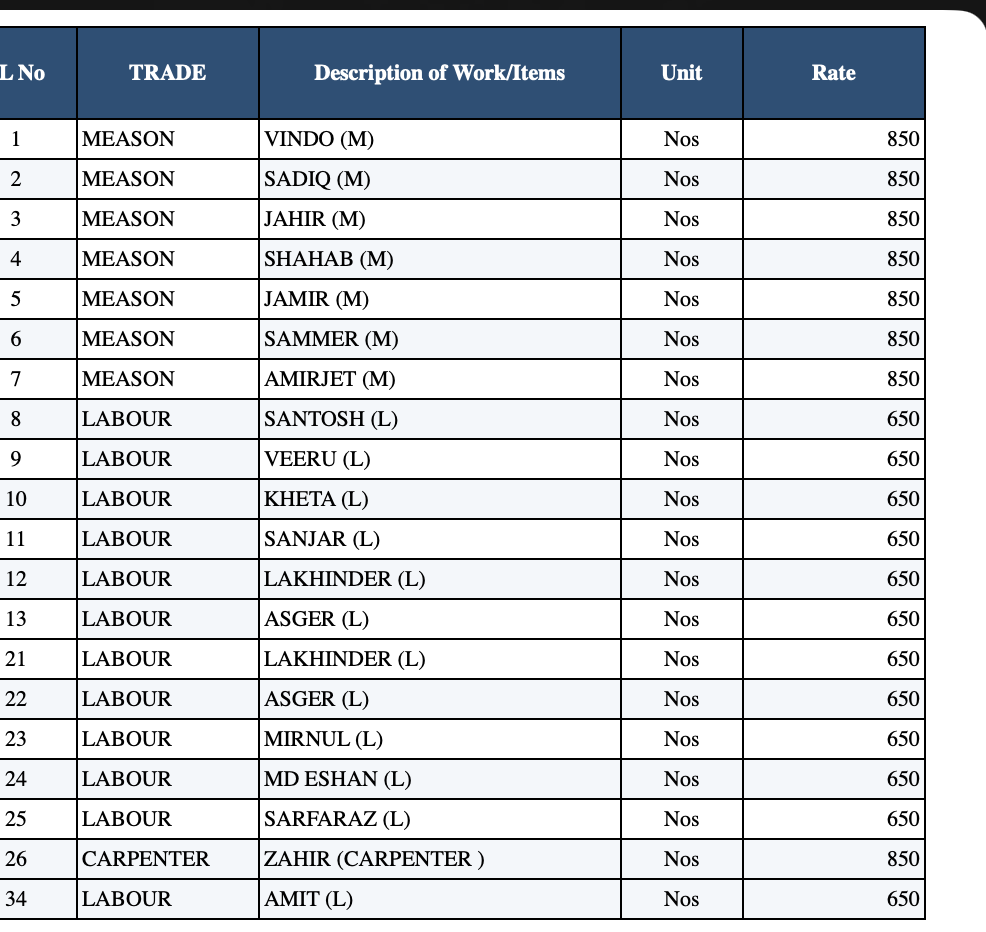 L No TRADE Description of Work/Items Unit Rate
1 MEASON VINDO (M) Nos 850
2 MEASON SADIQ (M) Nos 850
3 MEASON JAHIR (M) Nos 850
4 MEASON SHAHAB (M) Nos 850
5 MEASON JAMIR (M) Nos 850
6 MEASON SAMMER (M) Nos 850
7 MEASON AMIRJET (M) Nos 850
8 LABOUR SANTOSH (L) Nos 650
9 LABOUR VEERU (L) Nos 650
10 LABOUR KHETA (L) Nos 650
11 LABOUR SANJAR (L) Nos 650
12 LABOUR LAKHINDER (L) Nos 650
13 LABOUR ASGER (L) Nos 650
21 LABOUR LAKHINDER (L) Nos 650
22 LABOUR ASGER (L) Nos 650
23 LABOUR MIRNUL (L) Nos 650
24 LABOUR MD ESHAN (L) Nos 650
25 LABOUR SARFARAZ (L) Nos 650
26 CARPENTER ZAHIR (CARPENTER ) Nos 850
34 LABOUR AMIT (L) Nos 650